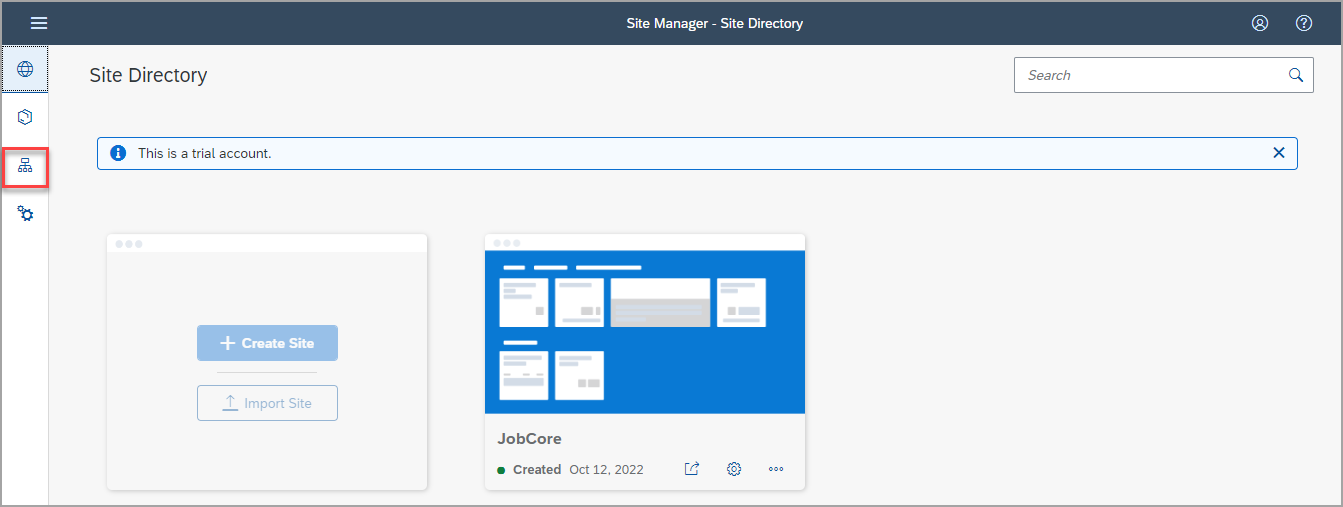 Site Manager - Site Directory
Site Directory
Search
This is a trial account.
Create Site
Import Site
JobCore
Created Oct 12, 2022